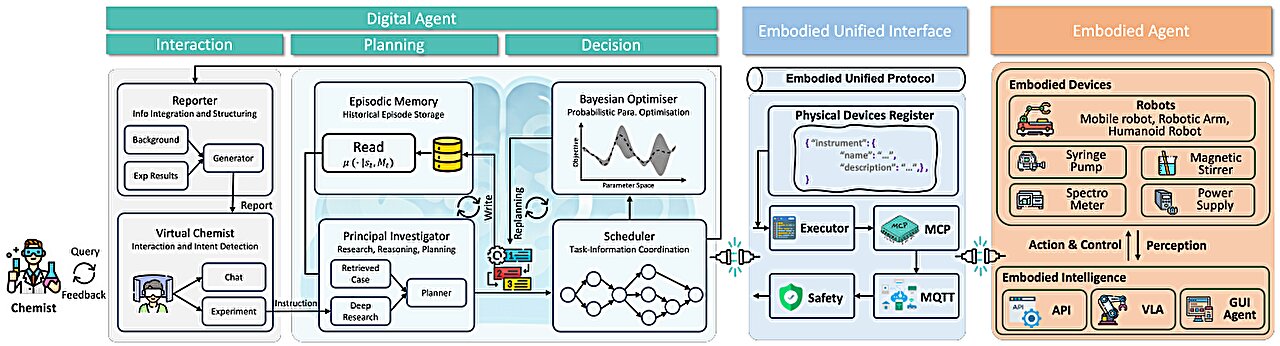 Digital Agent
Interaction
Planning
Decision
Embodied Unified Interface
Embodied Agent
Reporter
Info Integration and Structuring
Background
Exp Results
Generator
Report
Virtual Chemist
Interaction and Intent Detection
Chat
Experiment
Chemist
Query
Feedback
Instruction
Episodic Memory
Historical Episode Storage
Read
μ (· |st, Mt)
Write
Replanning
Principal Investigator
Research, Reasoning, Planning
Retrieved
Case
Deep
Research
Planner
1
2
3
Bayesian Optimiser
Probabilistic Para. Optimisation
Objective
Parameter Space
Scheduler
Task-Information Coordination
Embodied Unified Protocol
Physical Devices Register
{ "instrument": {
"name": "...",
"description": "...",},
}
Executor
MCP
MCP
Safety
MQTT
Embodied Devices
Robots
Mobile robot, Robotic Arm,
Humanoid Robot
Syringe
Pump
Magnetic
Stirrer
Spectro
Meter
Power
Supply
Action & Control
Perception
Embodied Intelligence
API
API
VLA
GUI
Agent